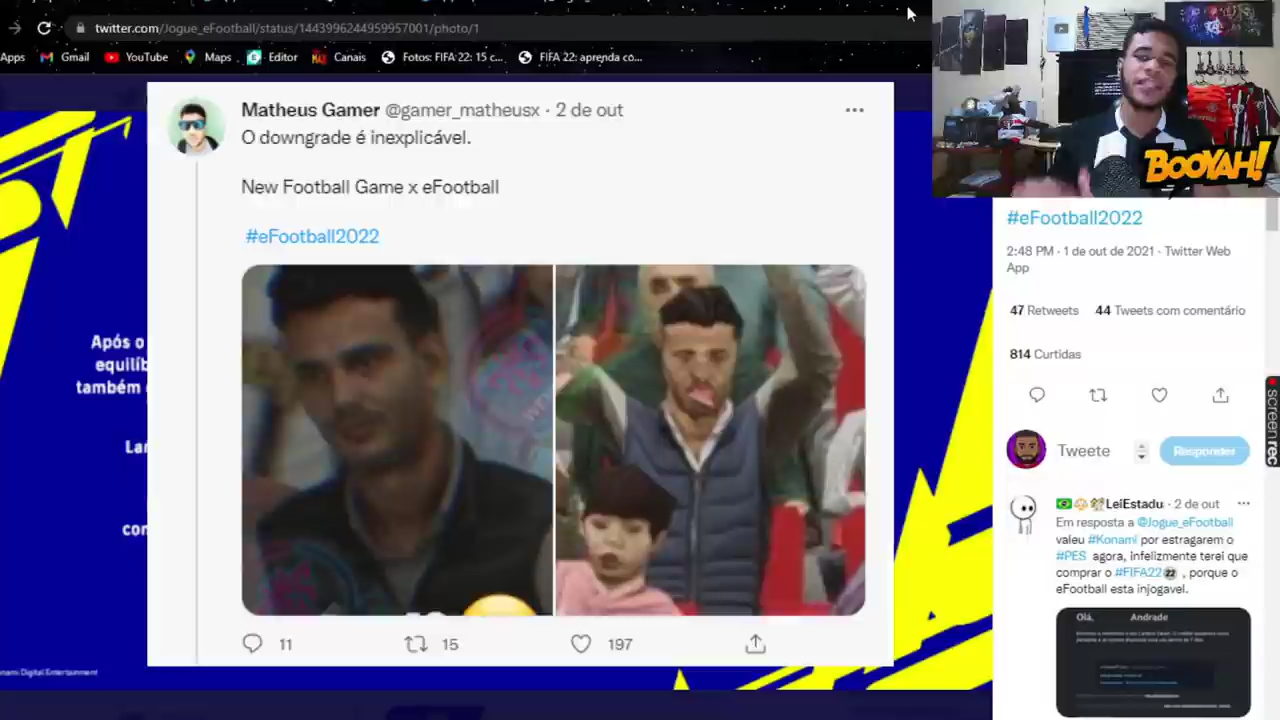 twitter.com/Jogue_eFootball/status/1443996244959957001/photo/1
Apps Gmail YouTube Maps Editor FIFA 22: aprenda co...
Matheus Gamer @gamer_matheusx · 2 de out
O downgrade é inexplicável.
New Football Game x eFootball
#eFootball2022
11 15 197
Após o
também
konami Digital Entertainment
BOOYAH!
#eFootball2022
2:48 PM · 1 de out de 2021 · Twitter Web
App
47 Retweets 44 Tweets com comentário
814 Curtidas
Tweete Responder
screenrec
LeiEstadu · 2 de out
Em resposta a @Jogue_eFootball
valeu #Konami por estragarem o
#PES agora, infelizmente terei que
comprar o #FIFA22 22 , porque o
eFootball esta injogavel.
Olá, Andrade